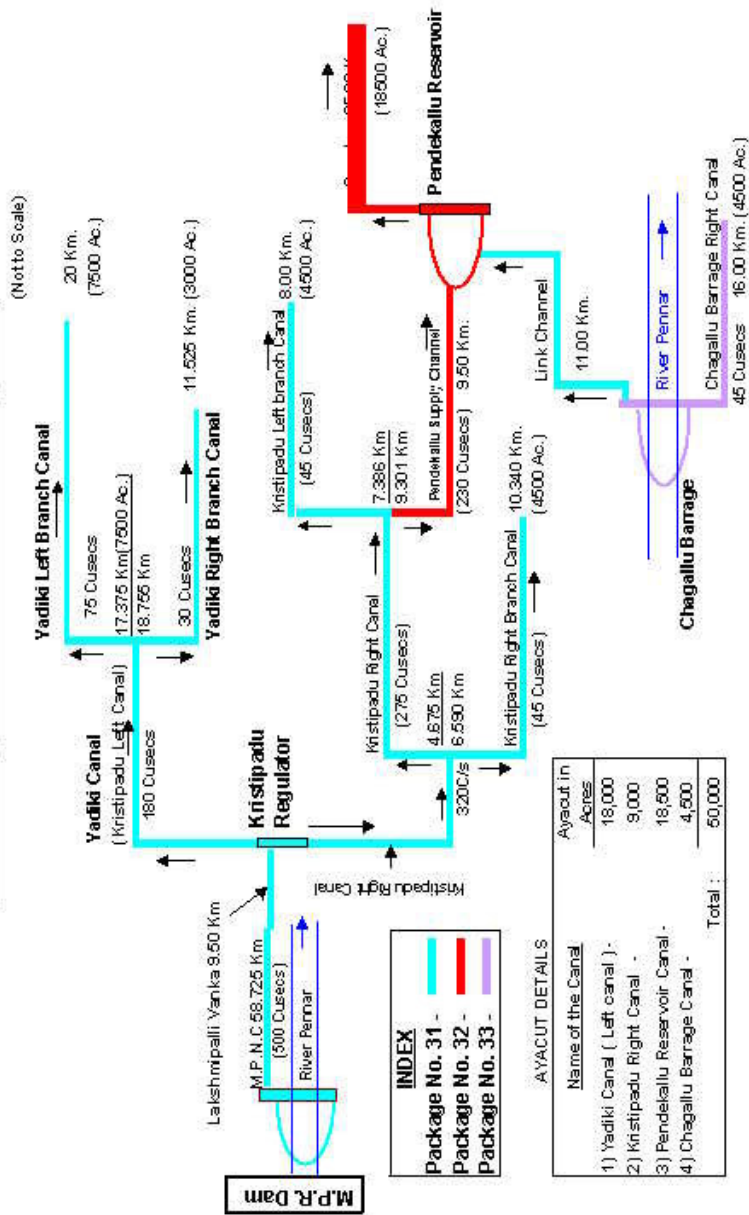 (Not to Scale)
Yadiki Left Branch Canal
20 Km.
(7500 Ac.)
75 Cusecs
17.375 Km(7500 Ac.)
18.755 Km
30 Cusecs
11.525 Km. (3000 Ac.)
Yadiki Right Branch Canal
Yadiki Canal
( Kristipadu Left Canal )
180 Cusecs
Kristipadu
Regulator
Lakshmipalli Vanka 9.50 Km
M.P.N.C 58.725 Km
(500 Cusecs)
River Pennar
M.P.R. Dam
Kristipadu Right Canal
320C/s
4.675 Km
6.590 Km
Kristipadu Right Canal
(275 Cusecs)
Kristipadu Right Branch Canal
(45 Cusecs)
10.340 Km.
(4500 Ac.)
7.386 Km
9.301 Km
Kristipadu Left branch Canal
(45 Cusecs)
8.00 Km.
(4500 Ac.)
Pendekallu Supply Channel
(230 Cusecs)
9.50 Km.
Pendekallu Reservoir
(18500 Ac.)
Link Channel
11.00 Km.
River Pennar
Chagallu Barrage
Chagallu Barrage Right Canal
45 Cusecs
16.00 Km. (4500 Ac.)
INDEX
Package No. 31 -
Package No. 32 -
Package No. 33 -
AYACUT DETAILS
Name of the Canal Ayacut in Acres
1) Yadiki Canal ( Left canal ) - 18,000
2) Kristipadu Right Canal - 9,000
3) Pendekallu Reservoir Canal - 18,500
4) Chagallu Barrage Canal - 4,500
Total : 50,000